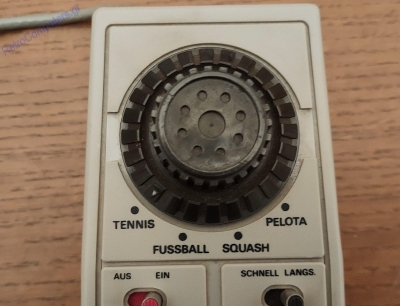 TENNIS
PELOTA
FUSSBALL SQUASH
AUS EIN
SCHNELL LANGS.